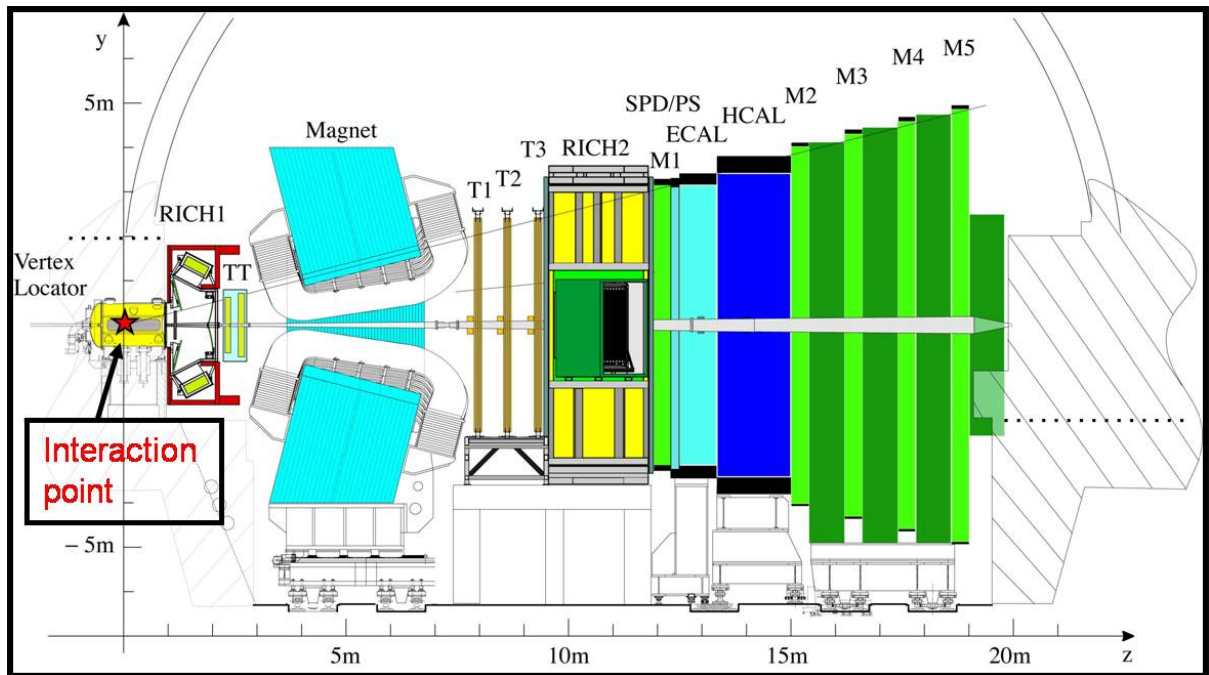 y
5m
Vertex
Locator
RICH1
TT
Magnet
T1
T2
T3
RICH2
SPD/PS
M1
ECAL
HCAL
M2
M3
M4
M5
Interaction
point
− 5m
5m
10m
15m
20m
z